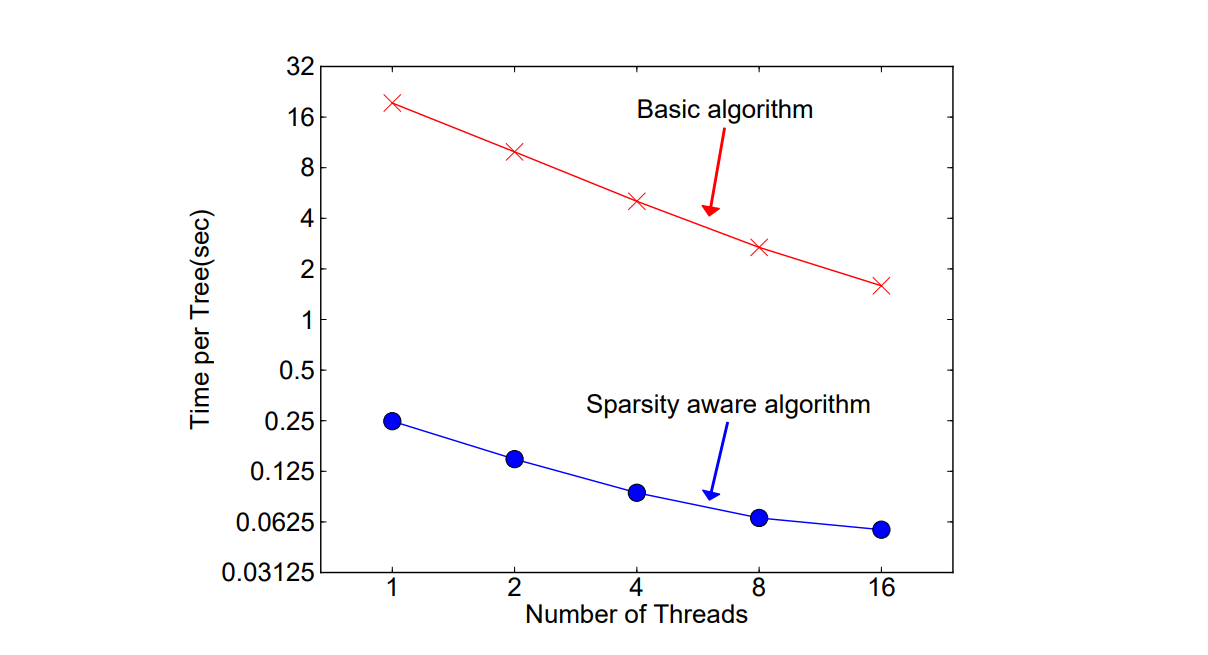 32
16
8
4
2
1
0.5
0.25
0.125
0.0625
0.03125
Time per Tree(sec)
Basic algorithm
Sparsity aware algorithm
1 2 4 8 16
Number of Threads